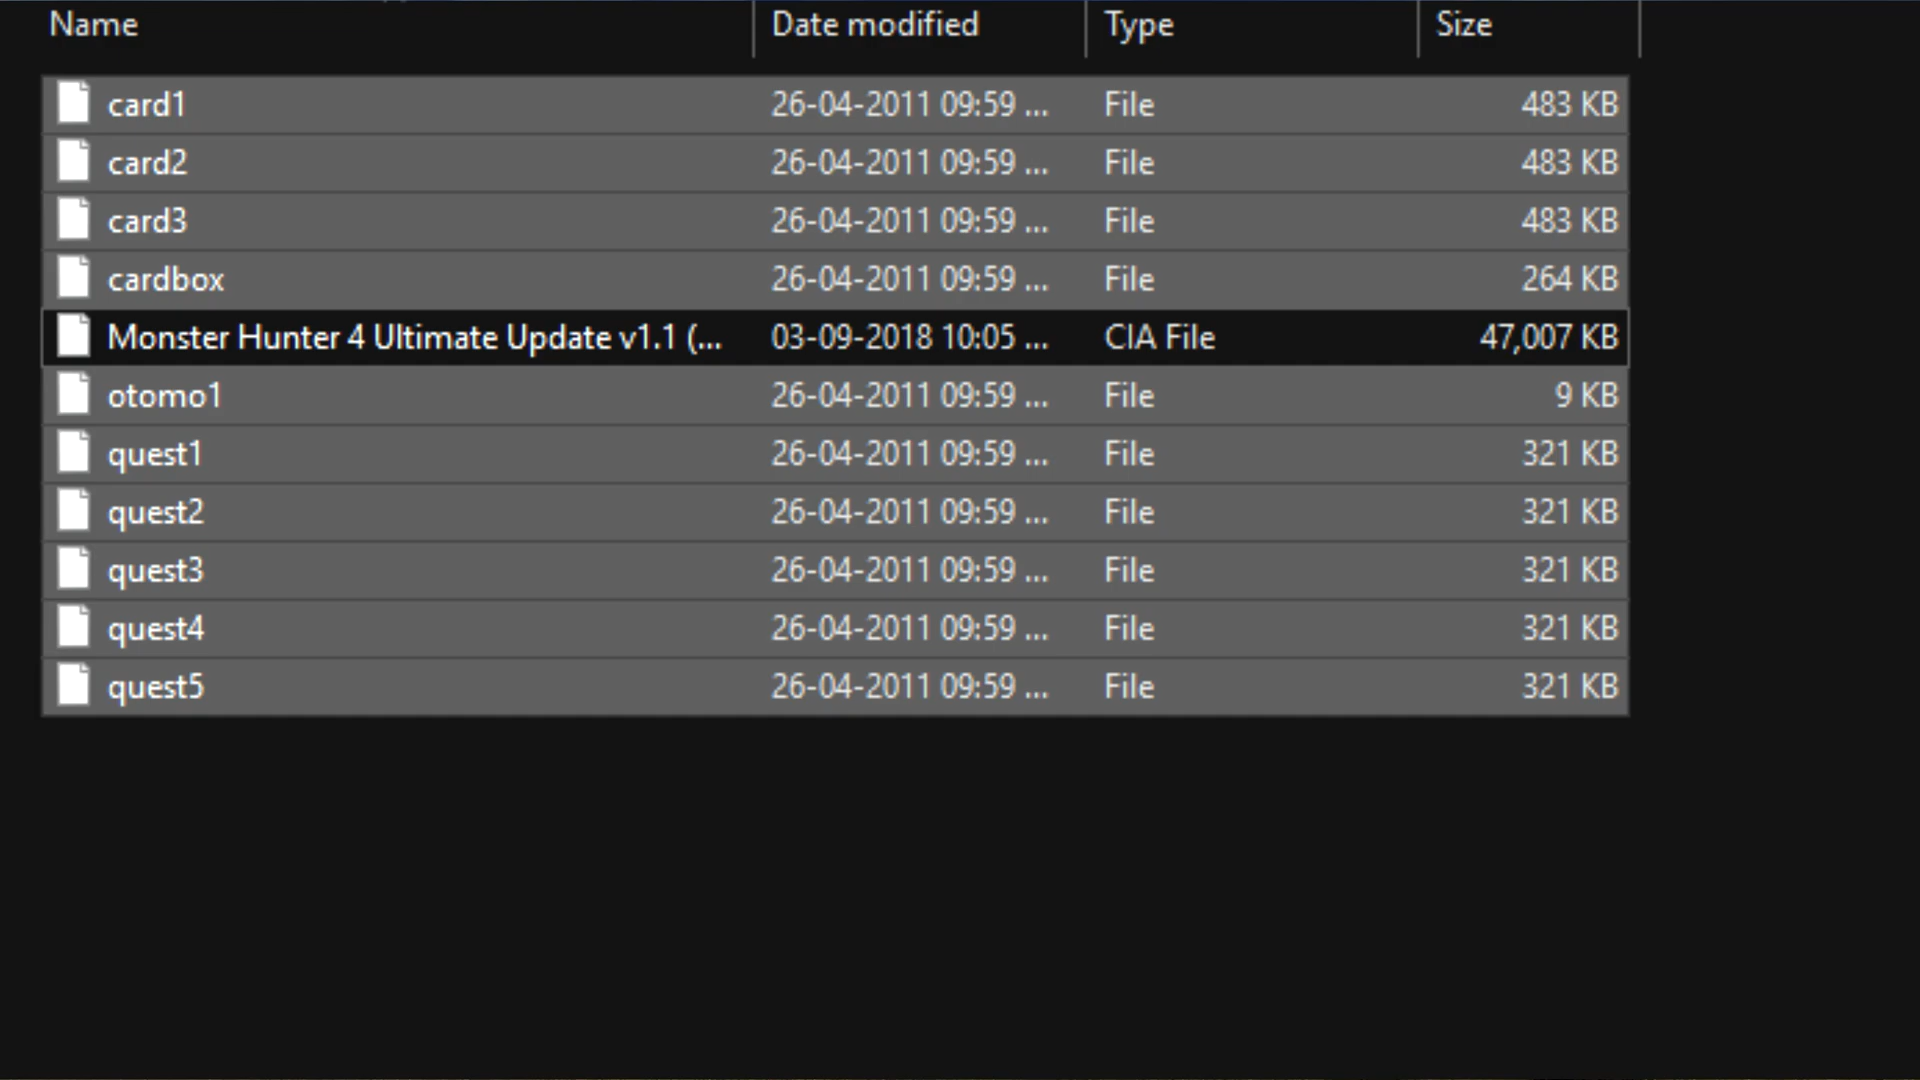 Name Date modified Type Size
card1 26-04-2011 09:59 ... File 483 KB
card2 26-04-2011 09:59 ... File 483 KB
card3 26-04-2011 09:59 ... File 483 KB
cardbox 26-04-2011 09:59 ... File 264 KB
Monster Hunter 4 Ultimate Update v1.1 (... 03-09-2018 10:05 ... CIA File 47,007 KB
otomo1 26-04-2011 09:59 ... File 9 KB
quest1 26-04-2011 09:59 ... File 321 KB
quest2 26-04-2011 09:59 ... File 321 KB
quest3 26-04-2011 09:59 ... File 321 KB
quest4 26-04-2011 09:59 ... File 321 KB
quest5 26-04-2011 09:59 ... File 321 KB